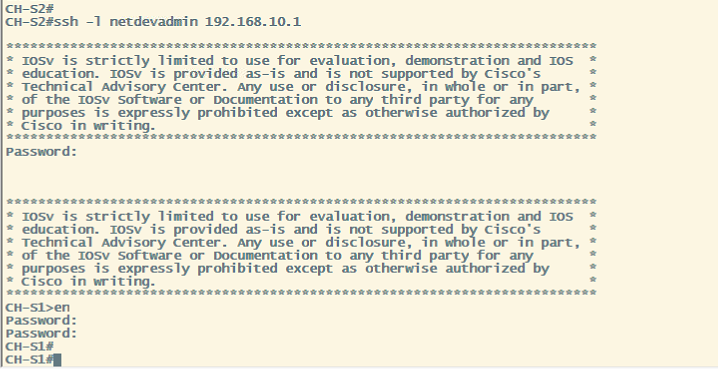 CH-S2#
CH-S2#ssh -l netdevadmin 192.168.10.1
**************************************************************************
* IOSv is strictly limited to use for evaluation, demonstration and IOS  *
* education. IOSv is provided as-is and is not supported by Cisco's      *
* Technical Advisory Center. Any use or disclosure, in whole or in part, *
* of the IOSv Software or Documentation to any third party for any       *
* purposes is expressly prohibited except as otherwise authorized by     *
* Cisco in writing.                                                      *
**************************************************************************
Password:
**************************************************************************
* IOSv is strictly limited to use for evaluation, demonstration and IOS  *
* education. IOSv is provided as-is and is not supported by Cisco's      *
* Technical Advisory Center. Any use or disclosure, in whole or in part, *
* of the IOSv Software or Documentation to any third party for any       *
* purposes is expressly prohibited except as otherwise authorized by     *
* Cisco in writing.                                                      *
**************************************************************************
CH-S1>en
Password:
Password:
CH-S1#
CH-S1#